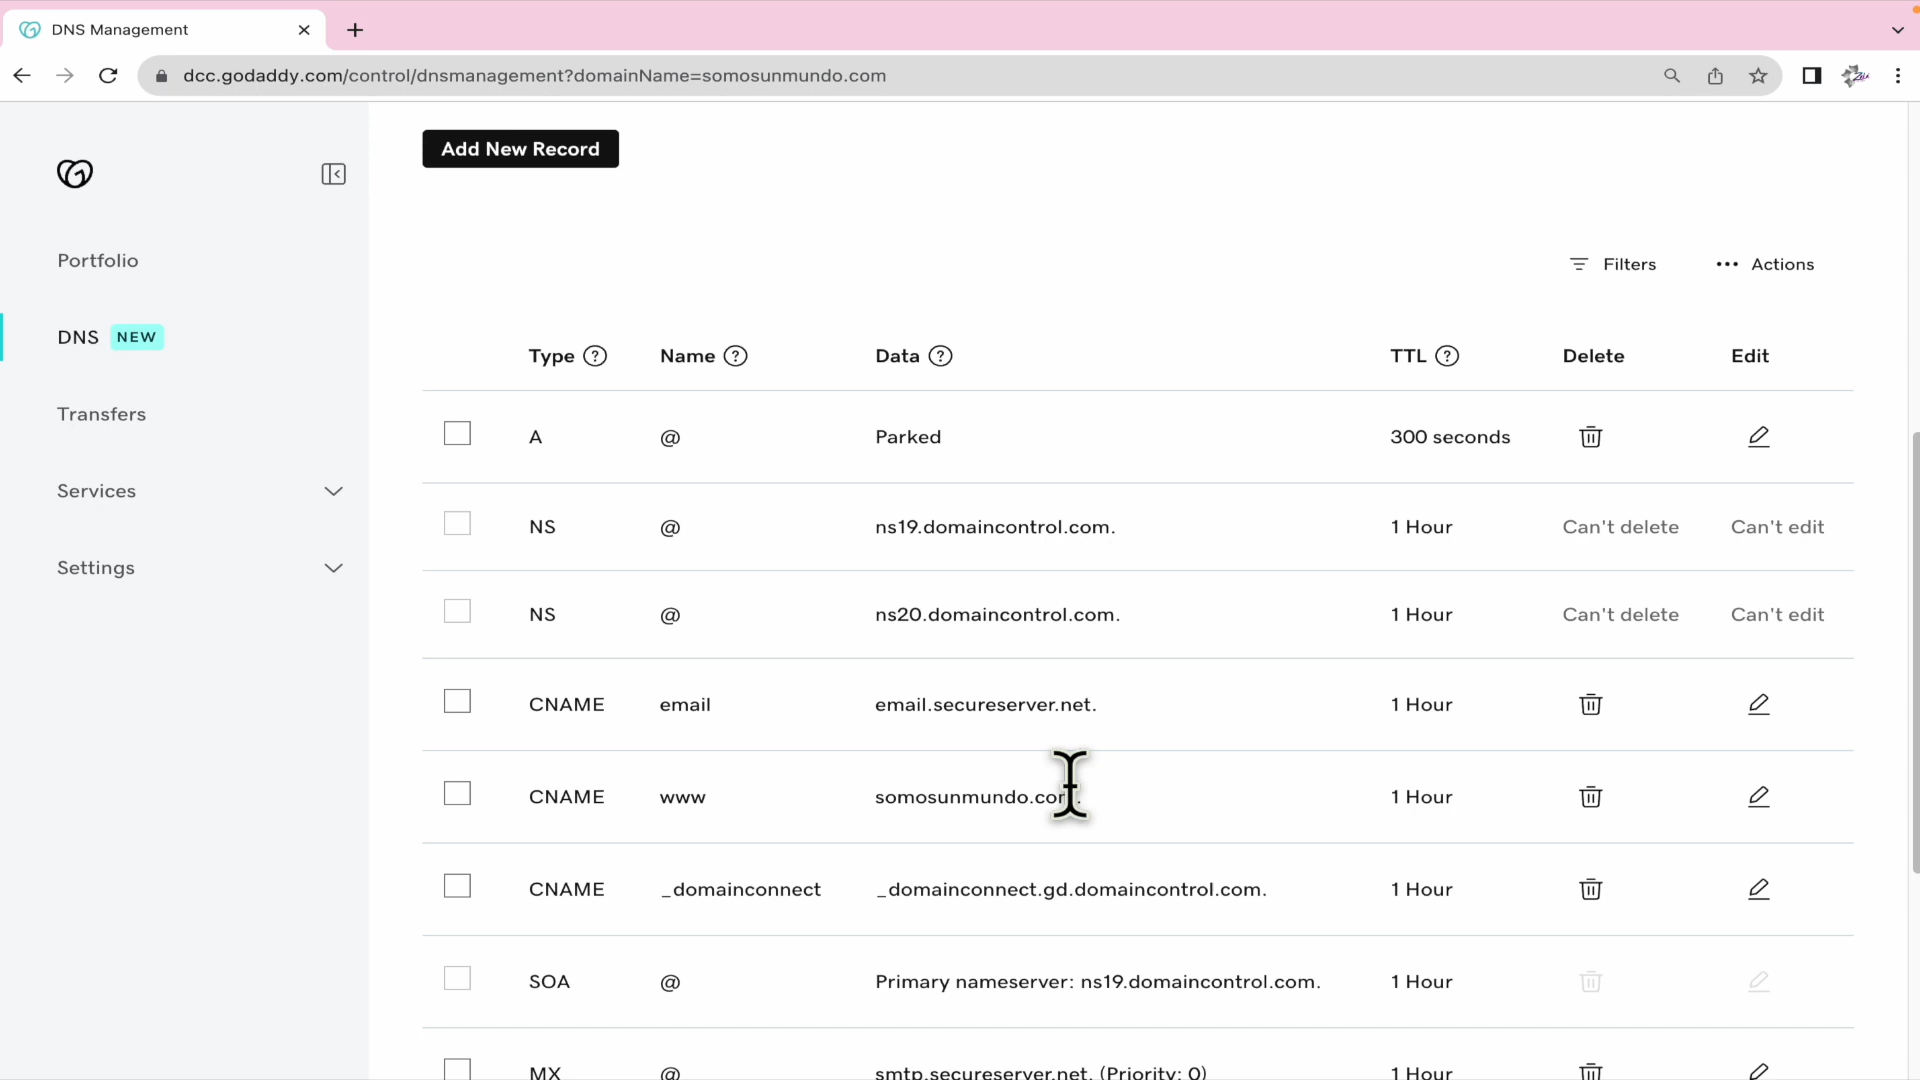 DNS Management
dcc.godaddy.com/control/dnsmanagement?domainName=somosunmundo.com
Add New Record
Portfolio
Filters
Actions
DNS NEW
Type Name Data TTL Delete Edit
Transfers
A @ Parked 300 seconds
Services
NS @ ns19.domaincontrol.com. 1 Hour Can't delete Can't edit
Settings
NS @ ns20.domaincontrol.com. 1 Hour Can't delete Can't edit
CNAME email email.secureserver.net. 1 Hour
CNAME www somosunmundo.com. 1 Hour
CNAME _domainconnect _domainconnect.gd.domaincontrol.com. 1 Hour
SOA @ Primary nameserver: ns19.domaincontrol.com. 1 Hour
MX @ smtp.secureserver.net. (Priority: 0) 1 Hour